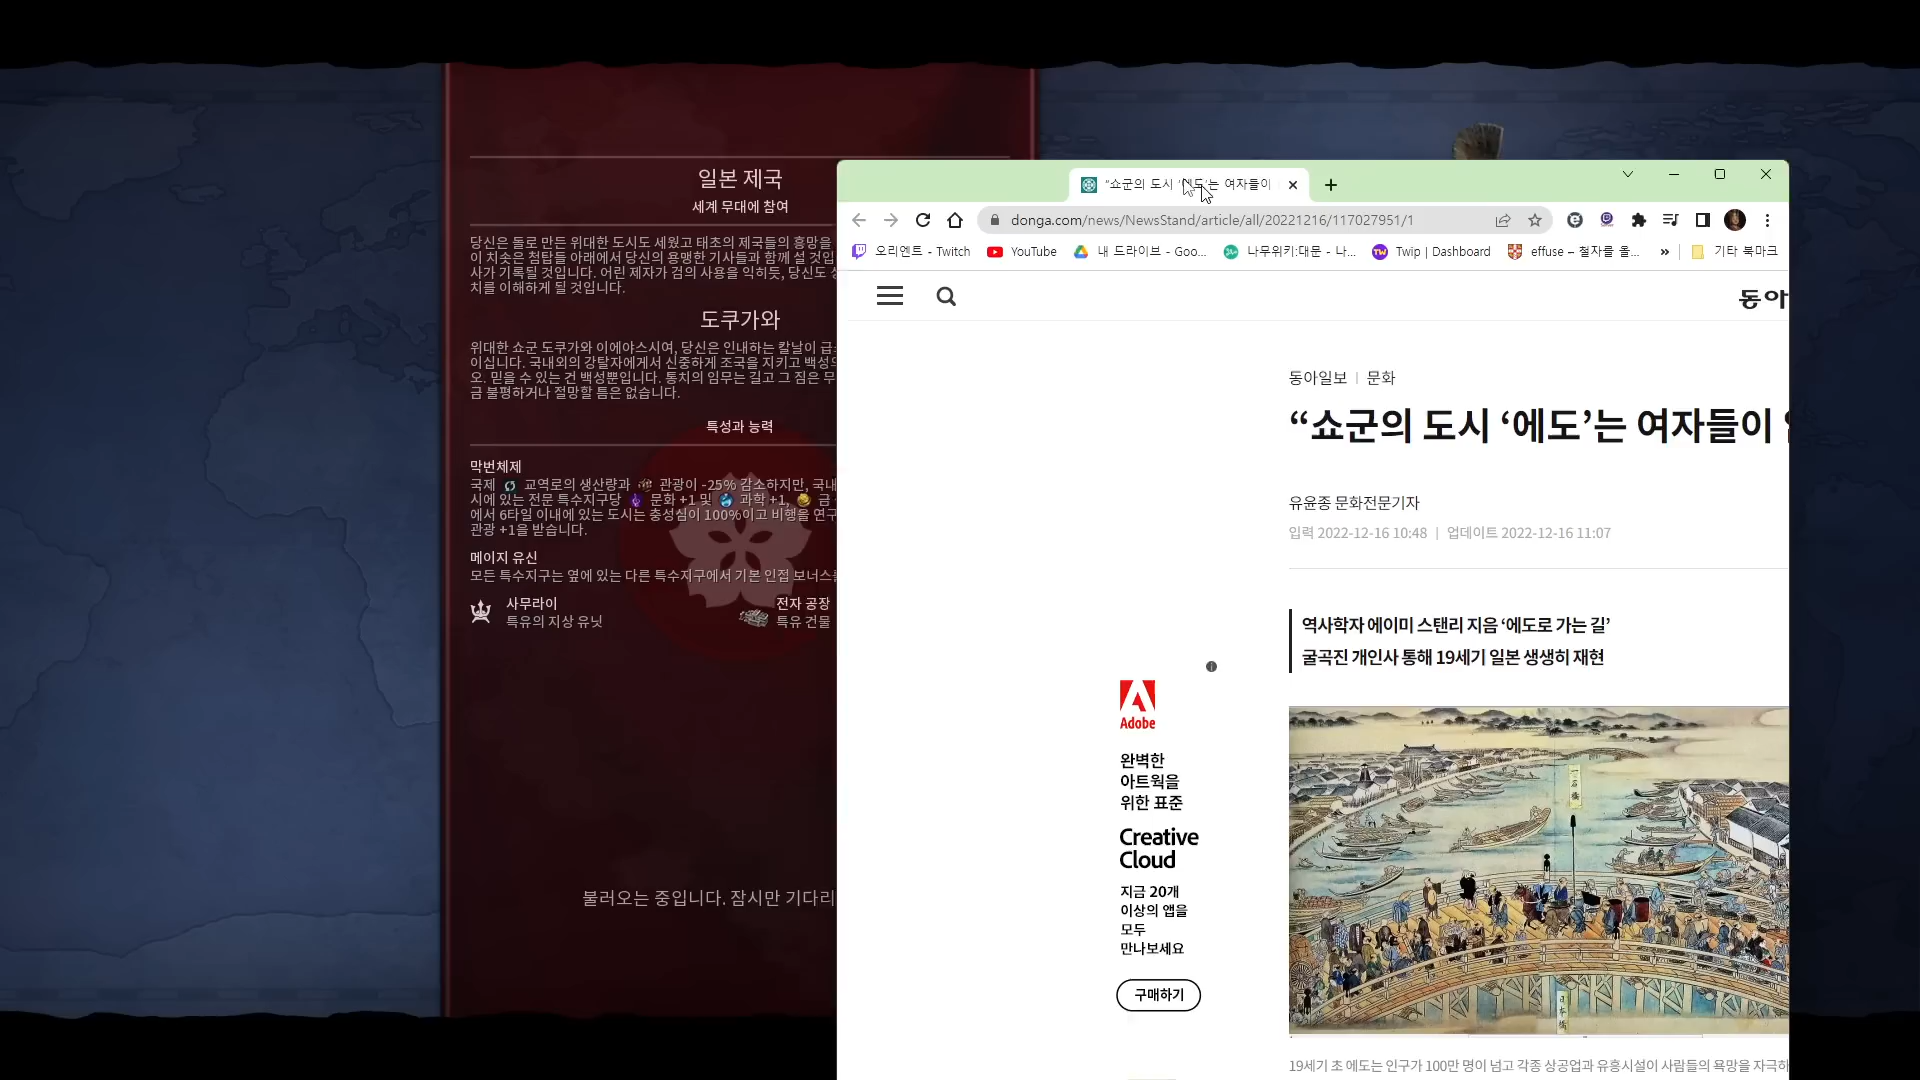 일본 제국
세계 무대에 참여
당신은 돌로 만든 위대한 도시도 세웠고 태초의 제국들의 흥망을
이 치솟은 첨탑들 아래에서 당신의 용맹한 기사들과 함께 설 것입
사가 기록될 것입니다. 어린 제자가 검의 사용을 익히듯, 당신도
치를 이해하게 될 것입니다.
도쿠가와
위대한 쇼군 도쿠가와 이에야스시여, 당신은 인내하는 칼날이 급
이십니다. 국내외의 강탈자에게서 신중하게 조국을 지키고 백성
오. 믿을 수 있는 건 백성뿐입니다. 통치의 임무는 길고 그 짐은 무
금 불평하거나 절망할 틈은 없습니다.
특성과 능력
막번체제
국제 교역로의 생산량과 관광이 -25% 감소하지만, 국내
시에 있는 전문 특수지구당 문화 +1 및 과학 +1, 금
에서 6타일 이내에 있는 도시는 충성심이 100%이고 비행을 연구
관광 +1을 받습니다.
메이지 유신
모든 특수지구는 옆에 있는 다른 특수지구에서 기본 인접 보너스를
사무라이
특유의 지상 유닛
전자 공장
특유 건물
불러오는 중입니다. 잠시만 기다리
"쇼군의 도시 '에도'는 여자들이
donga.com/news/NewsStand/article/all/20221216/117027951/1
오리엔트 - Twitch YouTube 내 드라이브 - Goo... 나무위키:대문 - 나... Twip | Dashboard effuse – 철자를 올... » 기타 북마크
동아
동아일보 | 문화
“쇼군의 도시 ‘에도’는 여자들이
유윤종 문화전문기자
입력 2022-12-16 10:48 | 업데이트 2022-12-16 11:07
역사학자 에이미 스탠리 지음 ‘에도로 가는 길’
굴곡진 개인사 통해 19세기 일본 생생히 재현
Adobe
완벽한
아트웍을
위한 표준
Creative
Cloud
지금 20개
이상의 앱을
모두
만나보세요
구매하기
一石橋
日本橋
19세기 초 에도는 인구가 100만 명이 넘고 각종 상공업과 유흥시설이 사람들의 욕망을 자극하